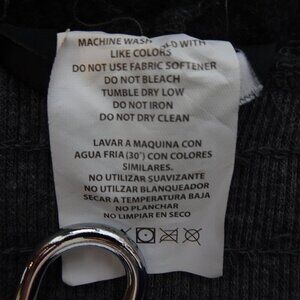 MACHINE WASH WITH
LIKE COLORS
DO NOT USE FABRIC SOFTENER
DO NOT BLEACH
TUMBLE DRY LOW
DO NOT IRON
DO NOT DRY CLEAN
LAVAR A MAQUINA CON
AGUA FRIA (30˚) CON COLORES
SIMILARES.
NO UTILIZAR SUAVIZANTE
NO UTILIZAR BLANQUEADOR
SECAR A TEMPERATURA BAJA
NO PLANCHAR
NO LIMPIAR EN SECO